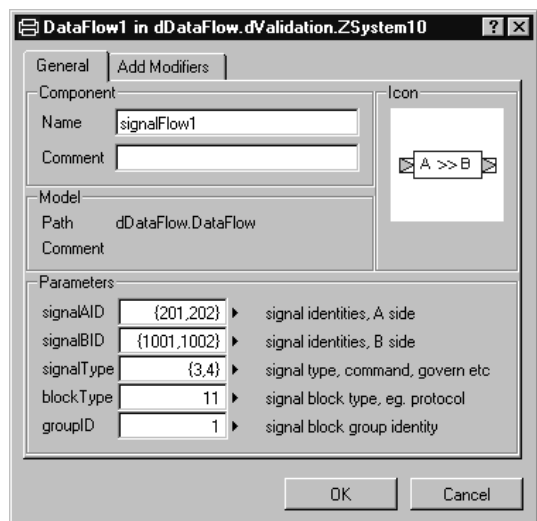 DataFlow1 in dDataFlow.dValidation.ZSystem10
General Add Modifiers
Component
Name signalFlow1
Comment
Icon
A >> B
Model
Path dDataFlow.DataFlow
Comment
Parameters
signalAID {201,202} signal identities, A side
signalBID {1001,1002} signal identities, B side
signalType {3,4} signal type, command, govern etc
blockType 11 signal block type, eg. protocol
groupID 1 signal block group identity
OK Cancel